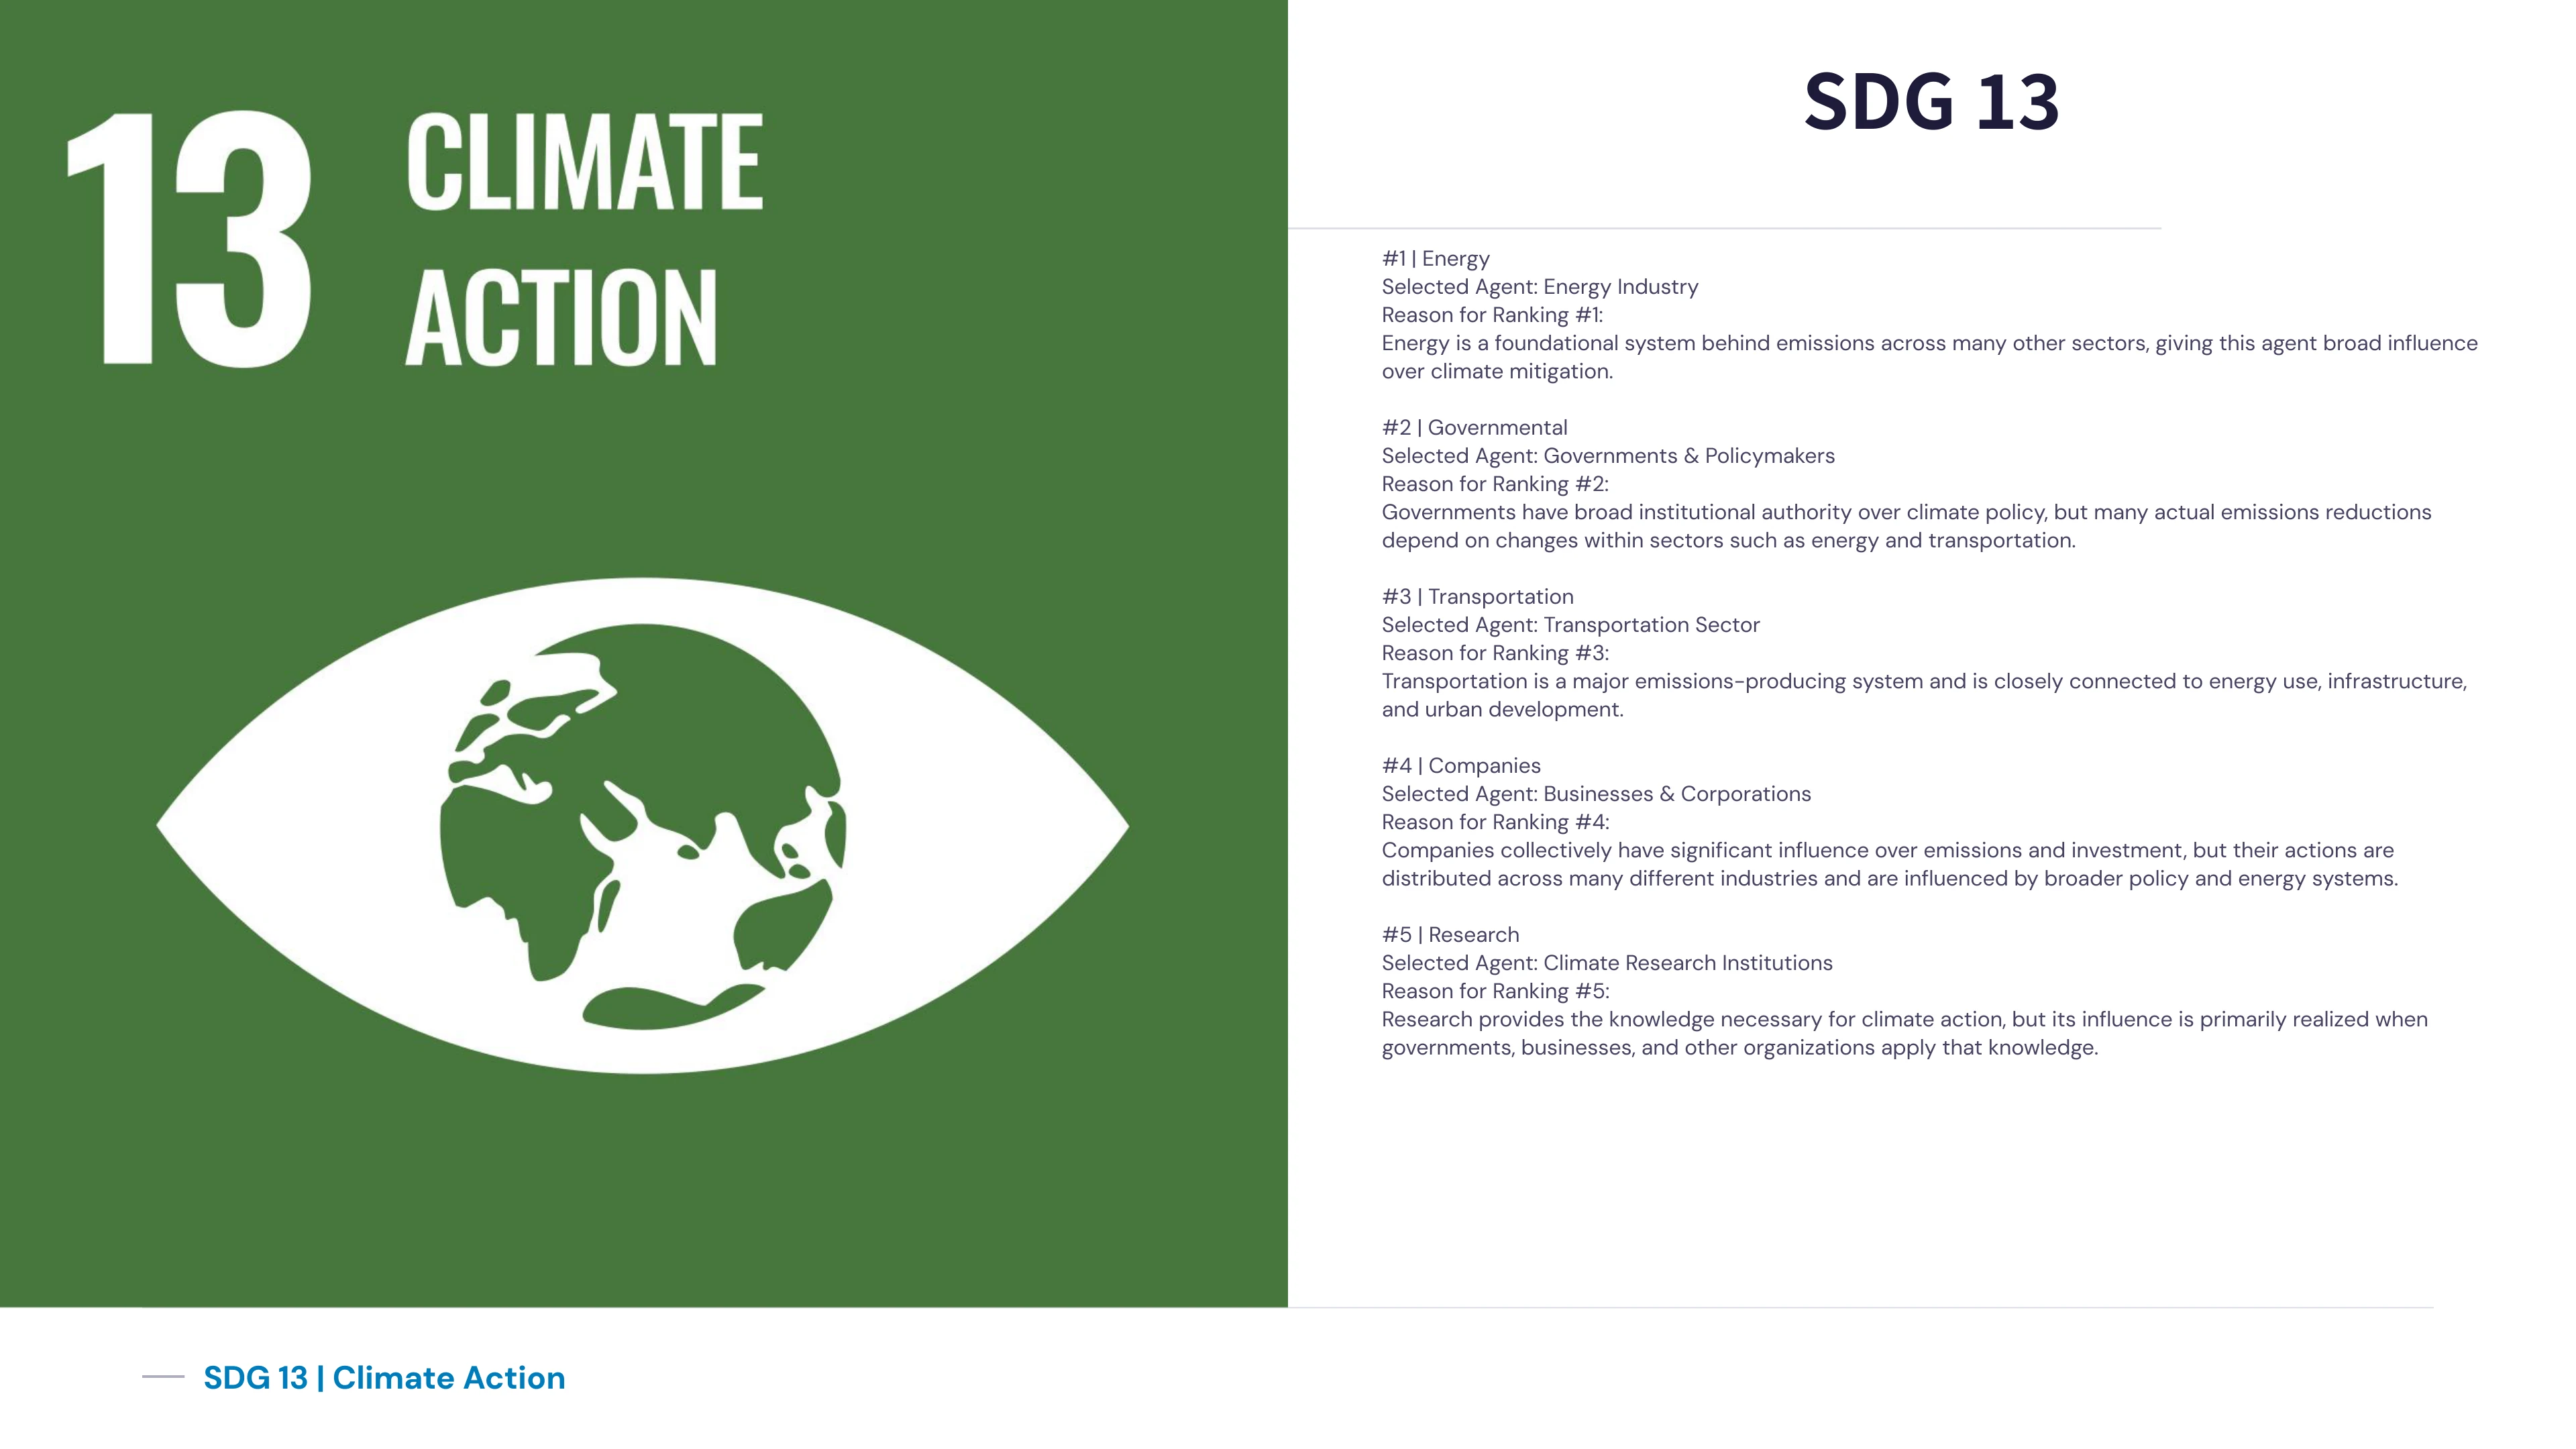 13
CLIMATE
ACTION
SDG 13
#1 | Energy
Selected Agent: Energy Industry
Reason for Ranking #1:
Energy is a foundational system behind emissions across many other sectors, giving this agent broad influence
over climate mitigation.
#2 | Governmental
Selected Agent: Governments & Policymakers
Reason for Ranking #2:
Governments have broad institutional authority over climate policy, but many actual emissions reductions
depend on changes within sectors such as energy and transportation.
#3 | Transportation
Selected Agent: Transportation Sector
Reason for Ranking #3:
Transportation is a major emissions-producing system and is closely connected to energy use, infrastructure,
and urban development.
#4 | Companies
Selected Agent: Businesses & Corporations
Reason for Ranking #4:
Companies collectively have significant influence over emissions and investment, but their actions are
distributed across many different industries and are influenced by broader policy and energy systems.
#5 | Research
Selected Agent: Climate Research Institutions
Reason for Ranking #5:
Research provides the knowledge necessary for climate action, but its influence is primarily realized when
governments, businesses, and other organizations apply that knowledge.
SDG 13 | Climate Action